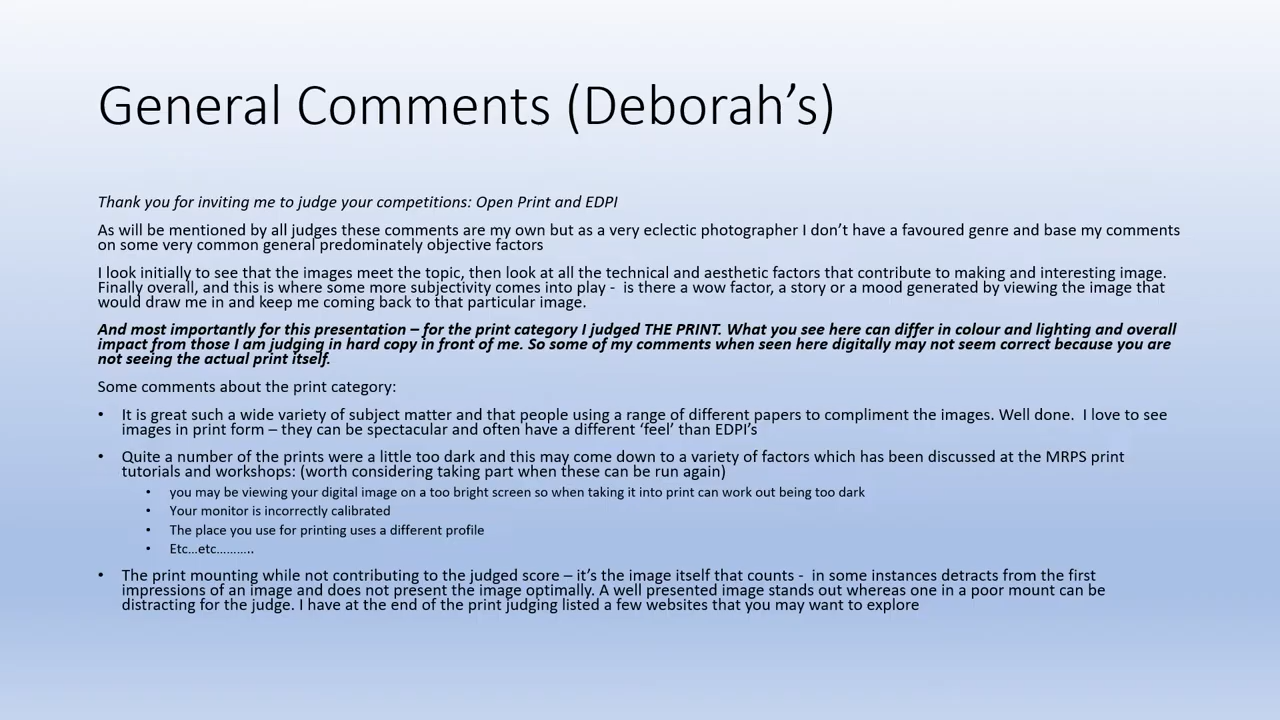 General Comments (Deborah's)
Thank you for inviting me to judge your competitions: Open Print and EDPI
As will be mentioned by all judges these comments are my own but as a very eclectic photographer I don't have a favoured genre and base my comments
on some very common general predominately objective factors
I look initially to see that the images meet the topic, then look at all the technical and aesthetic factors that contribute to making and interesting image.
Finally overall, and this is where some more subjectivity comes into play - is there a wow factor, a story or a mood generated by viewing the image that
would draw me in and keep me coming back to that particular image.
And most importantly for this presentation – for the print category I judged THE PRINT. What you see here can differ in colour and lighting and overall
impact from those I am judging in hard copy in front of me. So some of my comments when seen here digitally may not seem correct because you are
not seeing the actual print itself.
Some comments about the print category:
• It is great such a wide variety of subject matter and that people using a range of different papers to compliment the images. Well done. I love to see
images in print form – they can be spectacular and often have a different 'feel' than EDPI's
• Quite a number of the prints were a little too dark and this may come down to a variety of factors which has been discussed at the MRPS print
tutorials and workshops: (worth considering taking part when these can be run again)
• you may be viewing your digital image on a too bright screen so when taking it into print can work out being too dark
• Your monitor is incorrectly calibrated
• The place you use for printing uses a different profile
• Etc…etc………..
• The print mounting while not contributing to the judged score – it's the image itself that counts - in some instances detracts from the first
impressions of an image and does not present the image optimally. A well presented image stands out whereas one in a poor mount can be
distracting for the judge. I have at the end of the print judging listed a few websites that you may want to explore